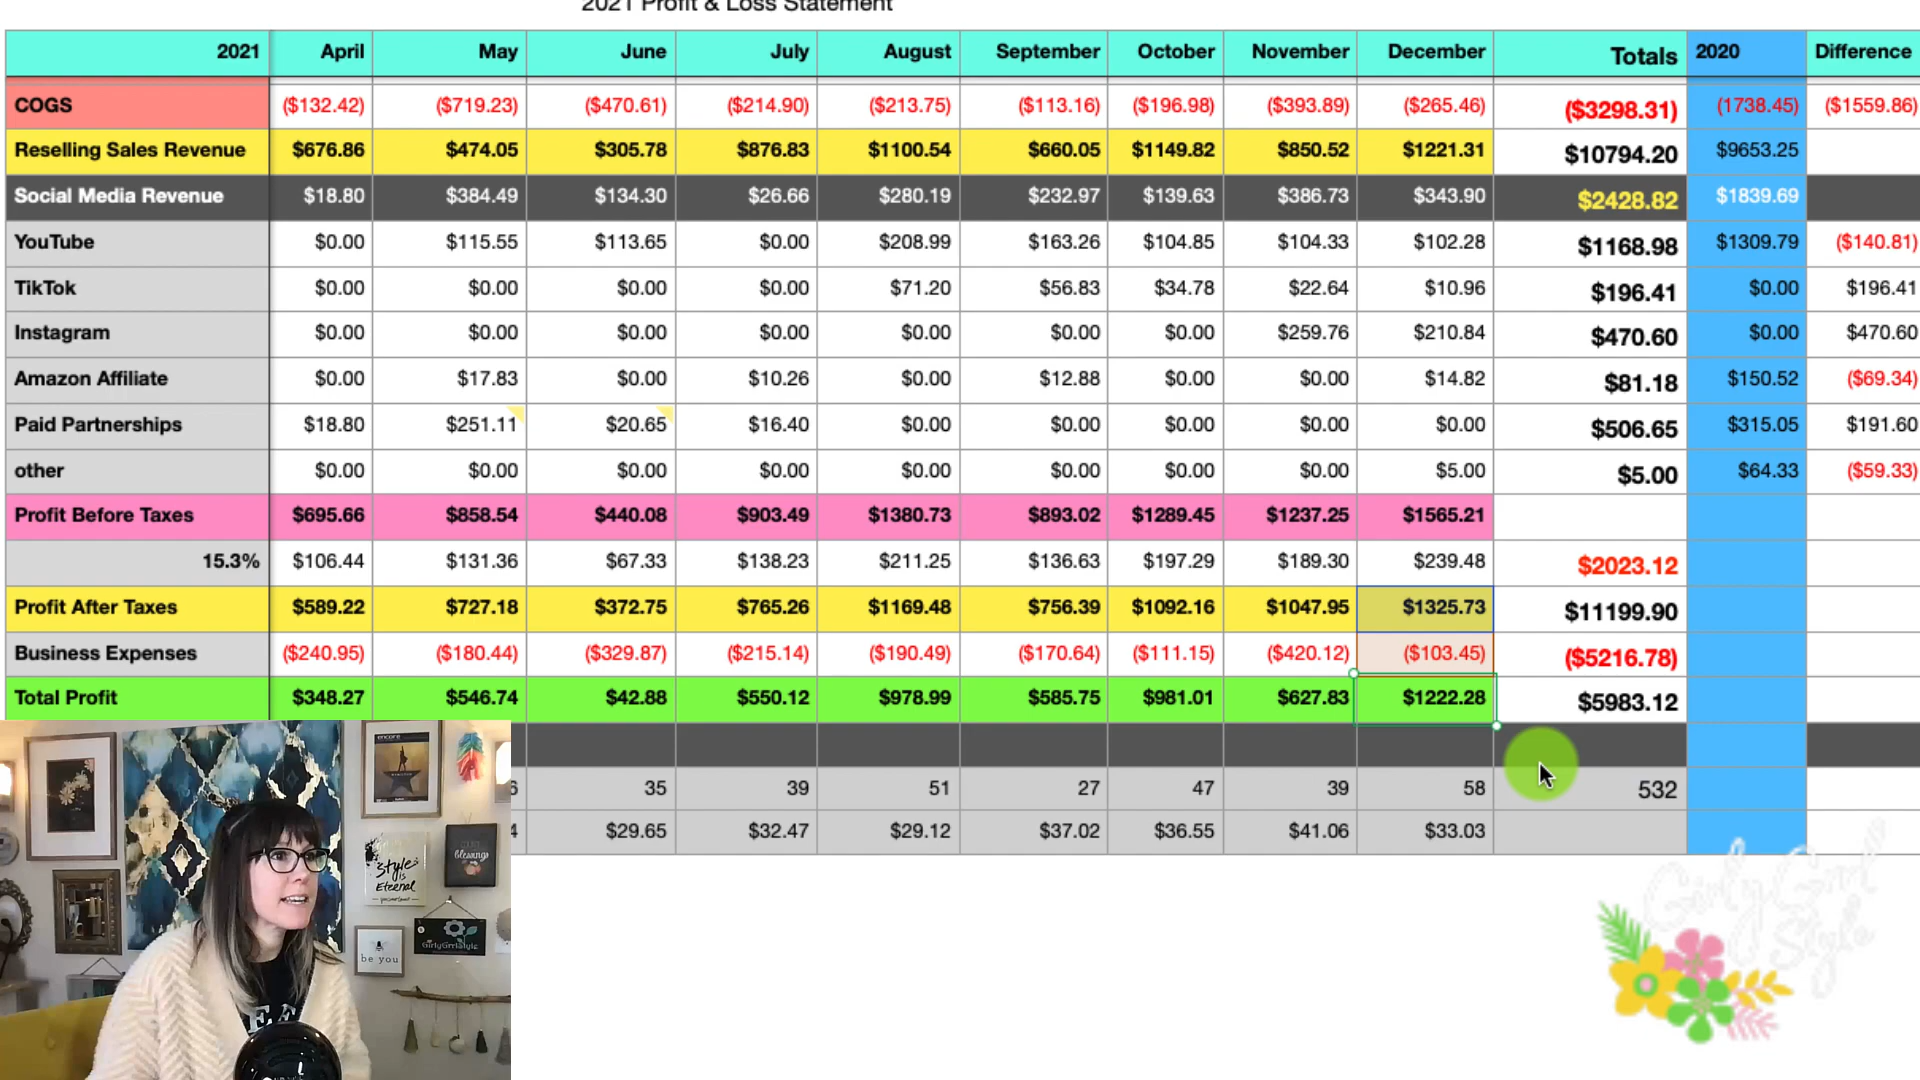 2021 Profit & Loss Statement
2021 April May June July August September October November December Totals 2020 Difference
COGS ($132.42) ($719.23) ($470.61) ($214.90) ($213.75) ($113.16) ($196.98) ($393.89) ($265.46) ($3298.31) (1738.45) ($1559.86)
Reselling Sales Revenue $676.86 $474.05 $305.78 $876.83 $1100.54 $660.05 $1149.82 $850.52 $1221.31 $10794.20 $9653.25
Social Media Revenue $18.80 $384.49 $134.30 $26.66 $280.19 $232.97 $139.63 $386.73 $343.90 $2428.82 $1839.69
YouTube $0.00 $115.55 $113.65 $0.00 $208.99 $163.26 $104.85 $104.33 $102.28 $1168.98 $1309.79 ($140.81)
TikTok $0.00 $0.00 $0.00 $0.00 $71.20 $56.83 $34.78 $22.64 $10.96 $196.41 $0.00 $196.41
Instagram $0.00 $0.00 $0.00 $0.00 $0.00 $0.00 $0.00 $259.76 $210.84 $470.60 $0.00 $470.60
Amazon Affiliate $0.00 $17.83 $0.00 $10.26 $0.00 $12.88 $0.00 $0.00 $14.82 $81.18 $150.52 ($69.34)
Paid Partnerships $18.80 $251.11 $20.65 $16.40 $0.00 $0.00 $0.00 $0.00 $0.00 $506.65 $315.05 $191.60
other $0.00 $0.00 $0.00 $0.00 $0.00 $0.00 $0.00 $0.00 $5.00 $5.00 $64.33 ($59.33)
Profit Before Taxes $695.66 $858.54 $440.08 $903.49 $1380.73 $893.02 $1289.45 $1237.25 $1565.21
15.3% $106.44 $131.36 $67.33 $138.23 $211.25 $136.63 $197.29 $189.30 $239.48 $2023.12
Profit After Taxes $589.22 $727.18 $372.75 $765.26 $1169.48 $756.39 $1092.16 $1047.95 $1325.73 $11199.90
Business Expenses ($240.95) ($180.44) ($329.87) ($215.14) ($190.49) ($170.64) ($111.15) ($420.12) ($103.45) ($5216.78)
Total Profit $348.27 $546.74 $42.88 $550.12 $978.99 $585.75 $981.01 $627.83 $1222.28 $5983.12
6 35 39 51 27 47 39 58 532
4 $29.65 $32.47 $29.12 $37.02 $36.55 $41.06 $33.03
encore
Style
is
Eternal
blessings
GirlyGrrlStyle
be you
GirlyGrrl
Style